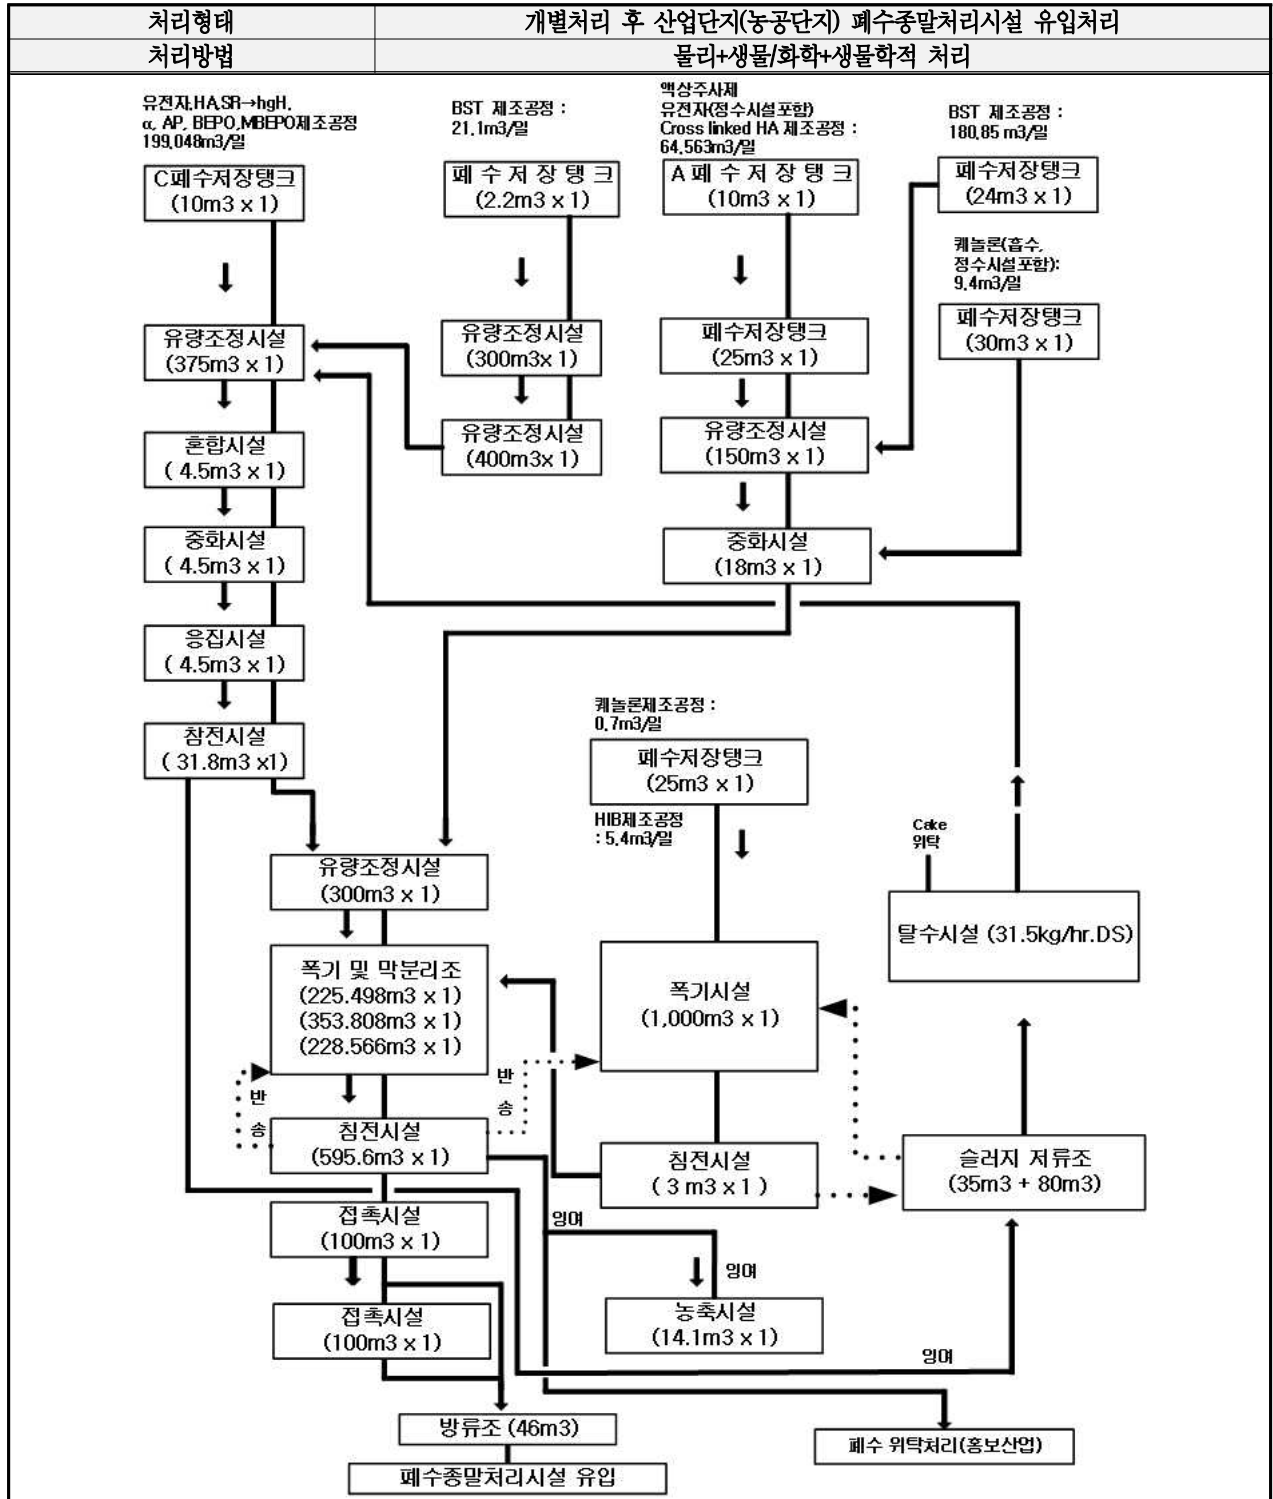 처리형태
개별처리 후 산업단지(농공단지) 폐수종말처리시설 유입처리
처리방법
물리+생물/화학+생물학적 처리
유전자,HA,SR→hgH,
α, AP, BEPO,MBEPO제조공정
199,048m3/일
C폐수저장탱크
(10m3 x 1)
BST 제조공정 :
21,1m3/일
폐 수 저 장 탱 크
(2.2m3 x 1)
액상주사제
유전자(정수시설포함)
Cross linked HA 제조공정 :
64,563m3/일
A 폐 수 저 장 탱 크
(10m3 x 1)
BST 제조공정 :
180,85 m3/일
폐수저장탱크
(24m3 x 1)
퀘놀론(흡수,
정수시설포함):
9,4m3/일
폐수저장탱크
(30m3 x 1)
유량조정시설
(375m3 x 1)
유량조정시설
(300m3x 1)
폐수저장탱크
(25m3 x 1)
유량조정시설
(400m3x 1)
유량조정시설
(150m3 x 1)
혼합시설
( 4.5m3 x 1)
중화시설
( 4.5m3 x 1)
중화시설
(18m3 x 1)
응집시설
( 4.5m3 x 1)
참전시설
( 31.8m3 x1)
퀘놀론제조공정 :
0,7m3/일
폐수저장탱크
(25m3 x 1)
HIB제조공정
: 5,4m3/일
Cake
위탁
유량조정시설
(300m3 x 1)
탈수시설 (31.5kg/hr.DS)
폭기 및 막분리조
(225.498m3 x 1)
(353.808m3 x 1)
(228.566m3 x 1)
폭기시설
(1,000m3 x 1)
반
송
반
송
침전시설
(595.6m3 x 1)
침전시설
( 3 m3 x 1 )
슬러지 저류조
(35m3 + 80m3)
접촉시설
(100m3 x 1)
잉여
잉여
접촉시설
(100m3 x 1)
농축시설
(14.1m3 x 1)
잉여
방류조 (46m3)
폐수 위탁처리(홍보산업)
폐수종말처리시설 유입